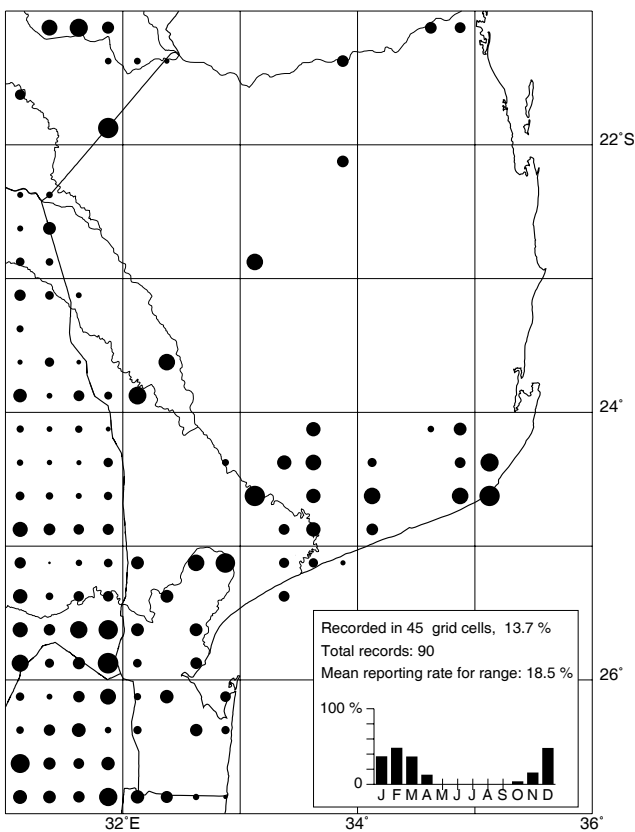 22°S
24°
Recorded in 45 grid cells, 13.7 %
Total records: 90
Mean reporting rate for range: 18.5 %
26°
100 %
0
J F M A M J J A S O N D
32°E 34 36